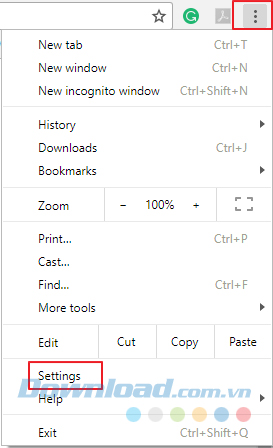 New tab Ctrl+T
New window Ctrl+N
New incognito window Ctrl+Shift+N
History
Downloads Ctrl+J
Bookmarks
Zoom − 100% +
Print... Ctrl+P
Cast...
Find... Ctrl+F
More tools
Edit Cut Copy Paste
Settings
Download.com.vn
Help
Exit Ctrl+Shift+Q